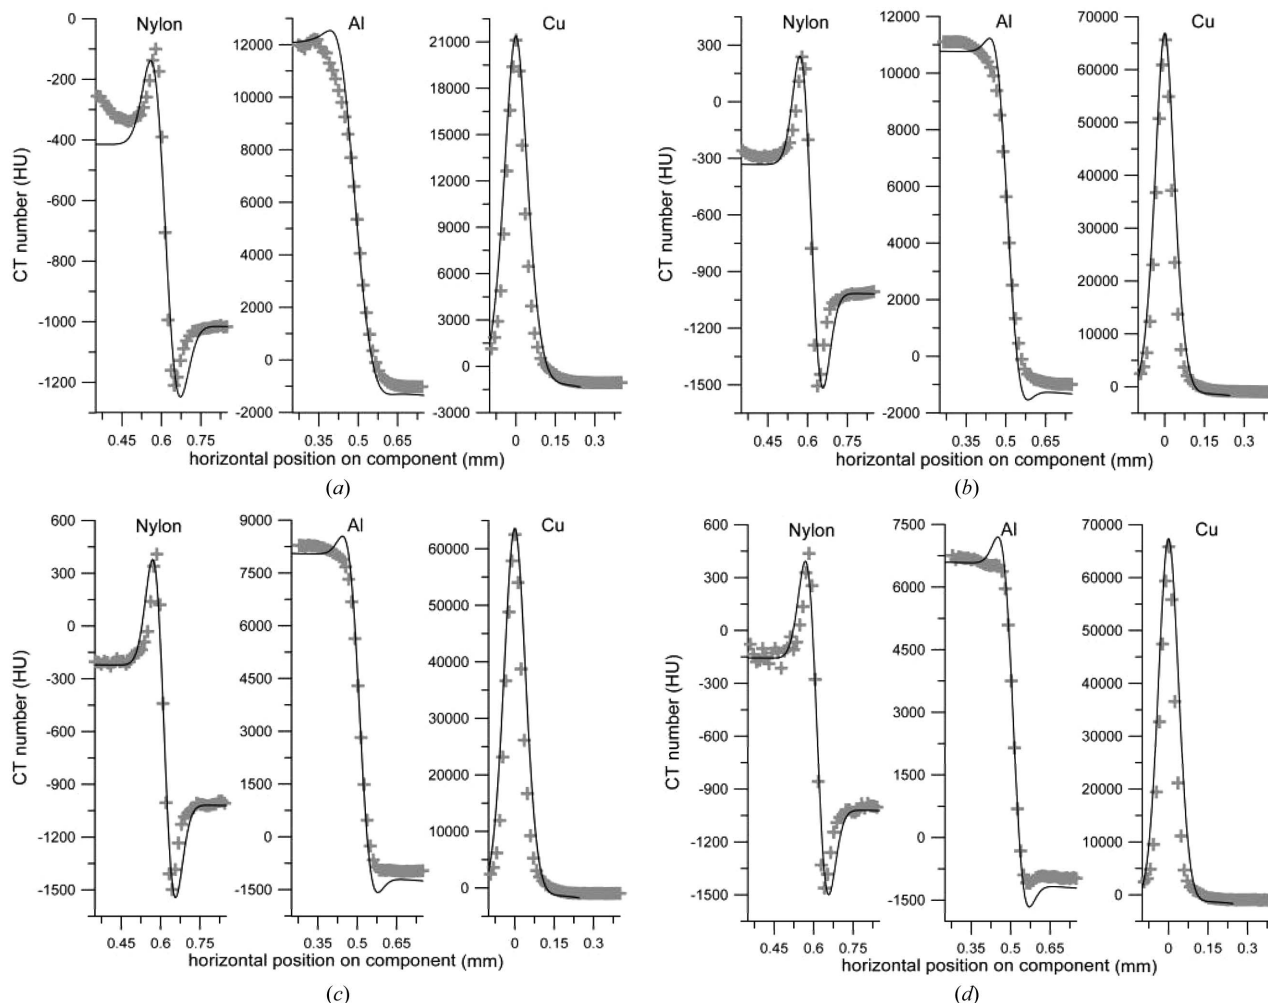 Nylon Al Cu
0 -200 -400 -600 -800 -1000 -1200
12000 10000 8000 6000 4000 2000 0 -2000
21000 18000 15000 12000 9000 6000 3000 0 -3000
CT number (HU)
0.45 0.6 0.75 0.35 0.5 0.65 0 0.15 0.3
horizontal position on component (mm)
(a)
Nylon Al Cu
300 0 -300 -600 -900 -1200 -1500
12000 10000 8000 6000 4000 2000 0 -2000
70000 60000 50000 40000 30000 20000 10000 0
CT number (HU)
0.45 0.6 0.75 0.35 0.5 0.65 0 0.15 0.3
horizontal position on component (mm)
(b)
Nylon Al Cu
600 300 0 -300 -600 -900 -1200 -1500
9000 7500 6000 4500 3000 1500 0 -1500
60000 50000 40000 30000 20000 10000 0
CT number (HU)
0.45 0.6 0.75 0.35 0.5 0.65 0 0.15 0.3
horizontal position on component (mm)
(c)
Nylon Al Cu
600 300 0 -300 -600 -900 -1200 -1500
7500 6000 4500 3000 1500 0 -1500
70000 60000 50000 40000 30000 20000 10000 0
CT number (HU)
0.45 0.6 0.75 0.35 0.5 0.65 0 0.15 0.3
horizontal position on component (mm)
(d)